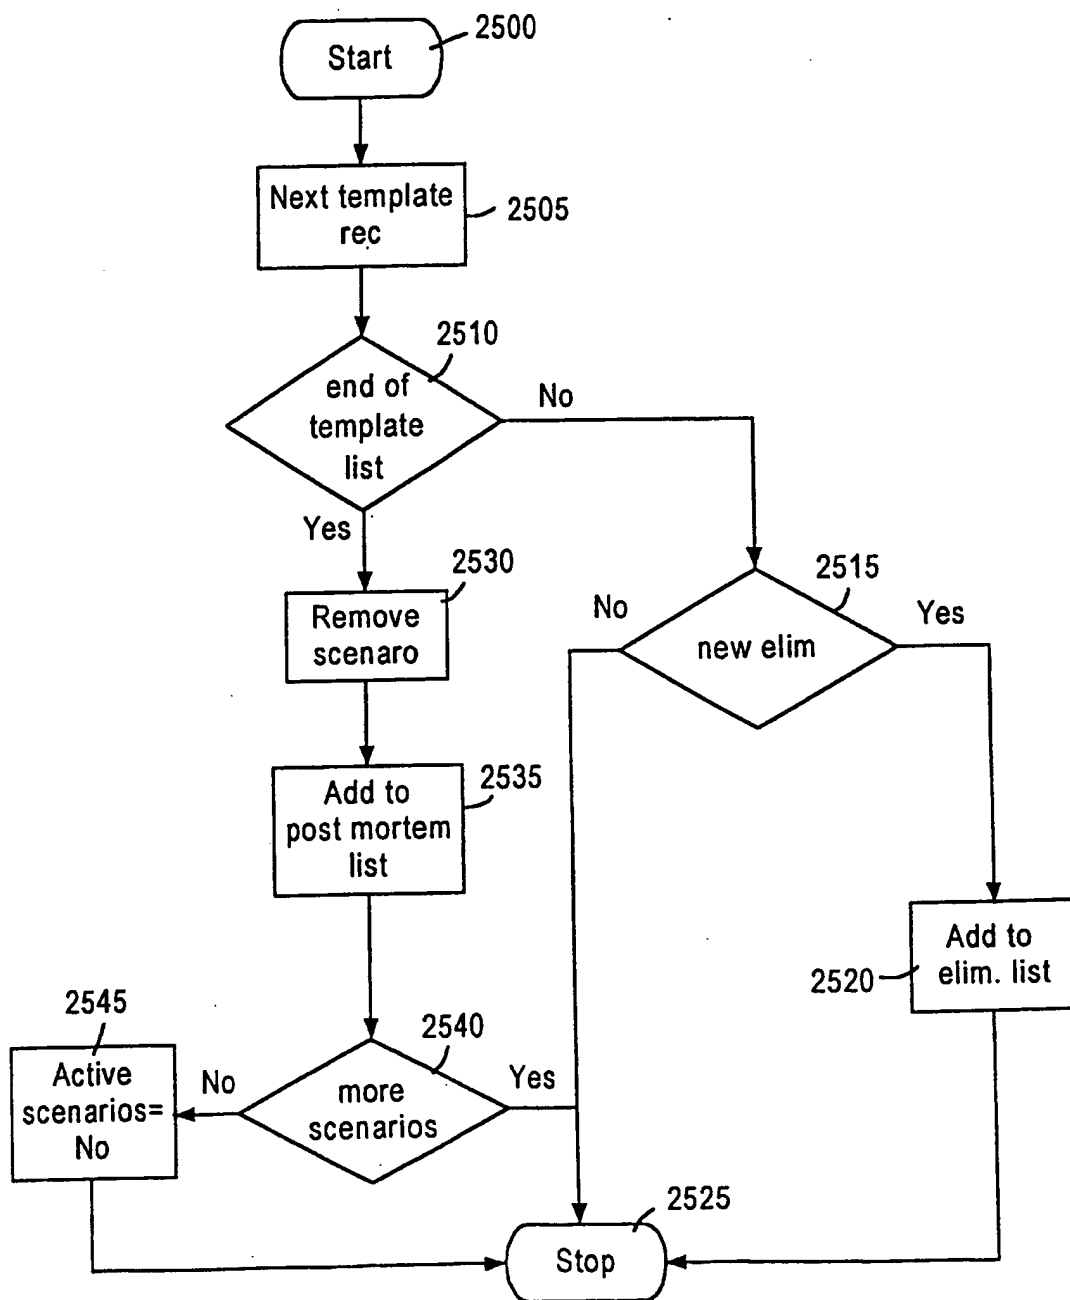 Start
2500
Next template
rec
2505
2510
end of
template
list
No
Yes
2530
Remove
scenaro
2515
No
new elim
Yes
2535
Add to
post mortem
list
Add to
elim. list
2520
2545
Active
scenarios=
No
No
2540
more
scenarios
Yes
2525
Stop